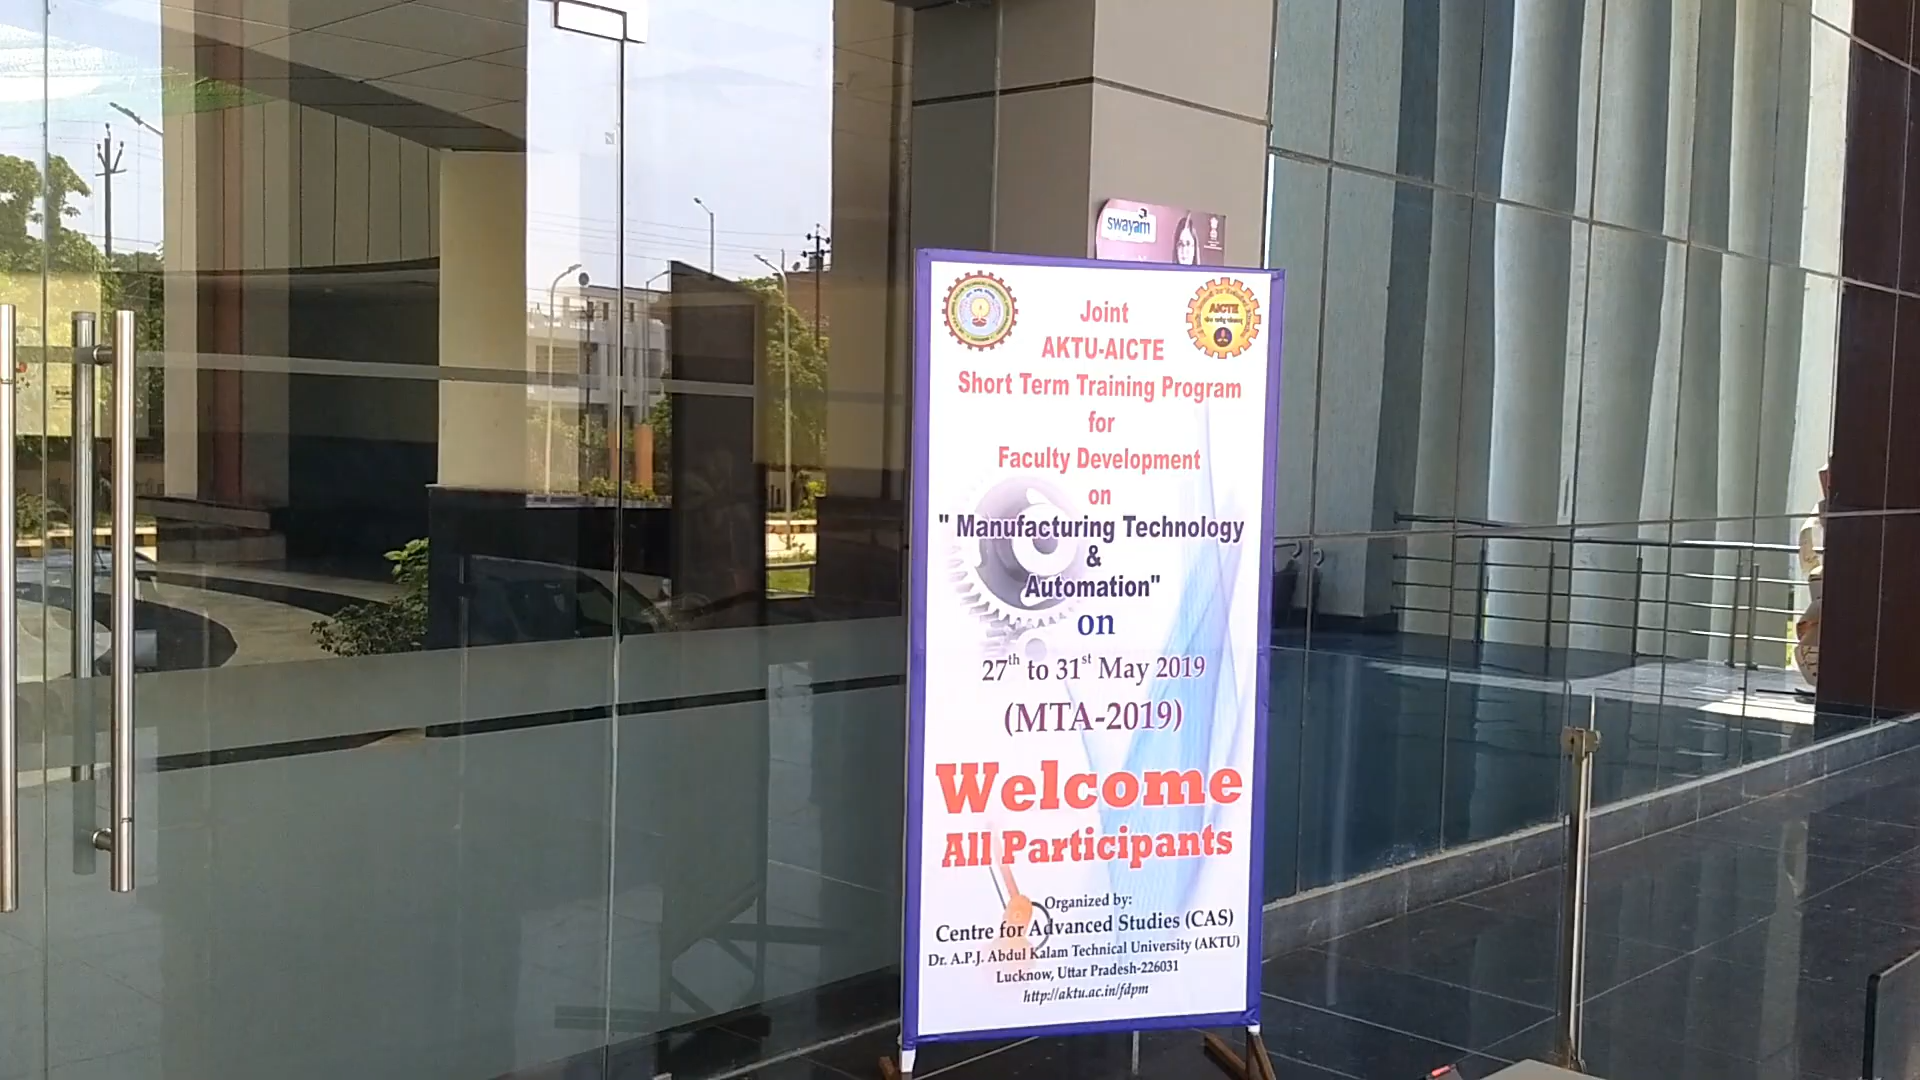 swayam
AICTE
Joint
AKTU-AICTE
Short Term Training Program
for
Faculty Development
on
" Manufacturing Technology
&
Automation"
on
27th to 31st May 2019
(MTA-2019)
Welcome
All Participants
Organized by:
Centre for Advanced Studies (CAS)
Dr. A.P.J. Abdul Kalam Technical University (AKTU)
Lucknow, Uttar Pradesh-226031
http://aktu.ac.in/fdpm